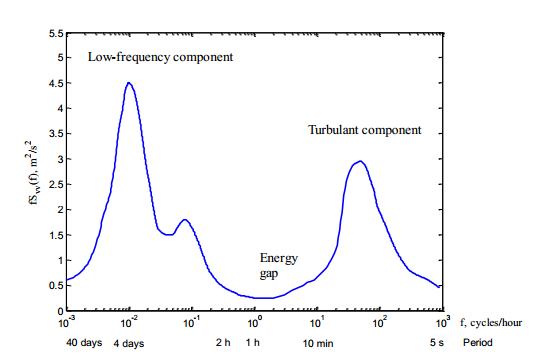 5.5
Low-frequency component
5
4.5
4
3.5
Turbulant component
3
2.5
2
1.5
Energy
gap
1
0.5
0
fSvv(f), m²/s²
10⁻³ 10⁻² 10⁻¹ 10⁰ 10¹ 10² 10³ f, cycles/hour
40 days 4 days 2 h 1 h 10 min 5 s Period